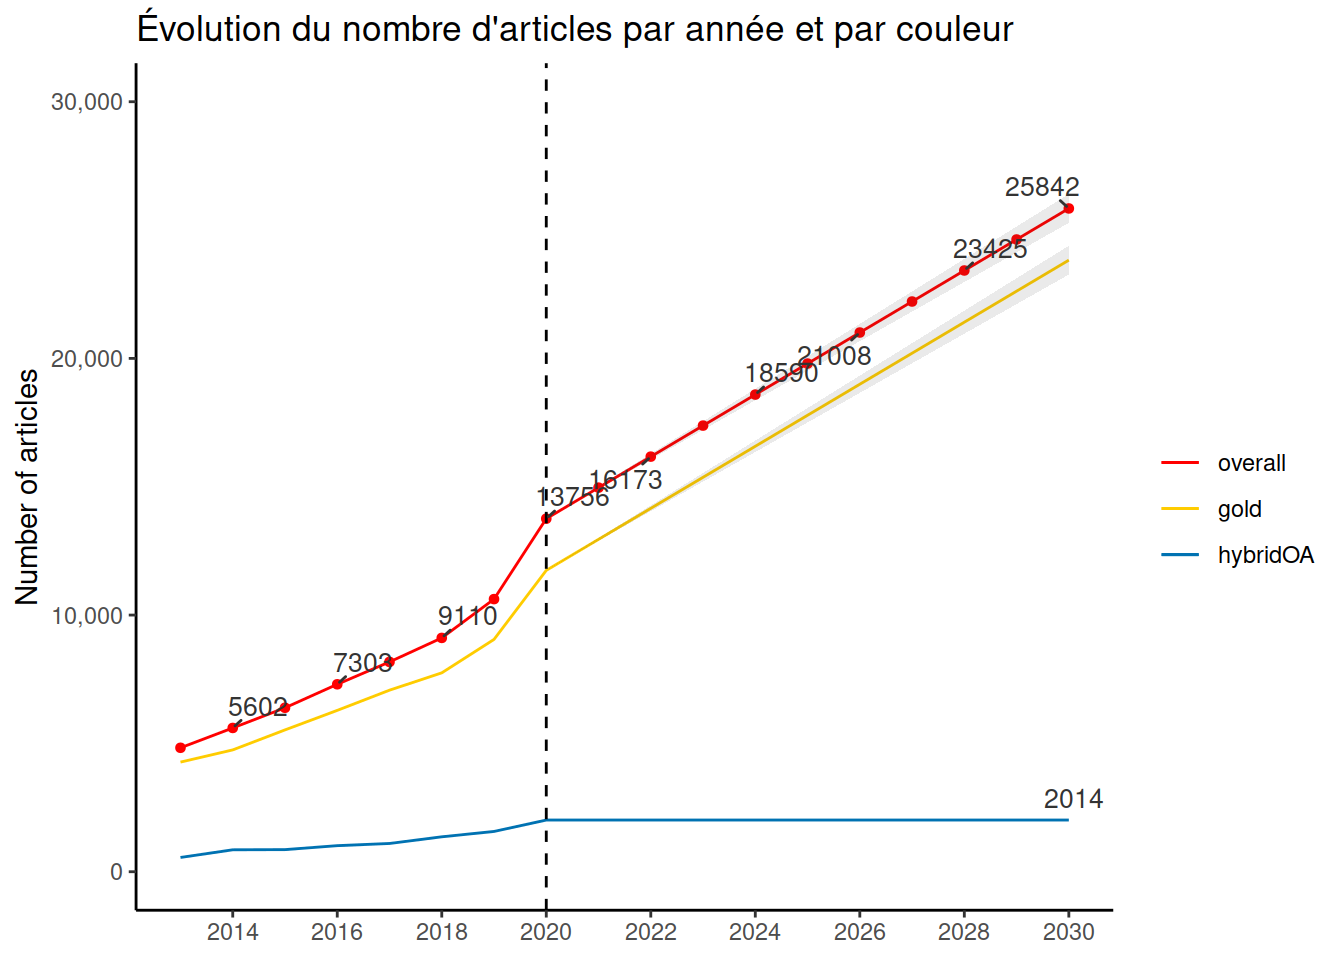 Évolution du nombre d'articles par année et par couleur
Number of articles
30,000
20,000
10,000
0
25842
23425
21008
18590
16173
13756
9110
7303
5602
2014
overall
gold
hybridOA
2014 2016 2018 2020 2022 2024 2026 2028 2030